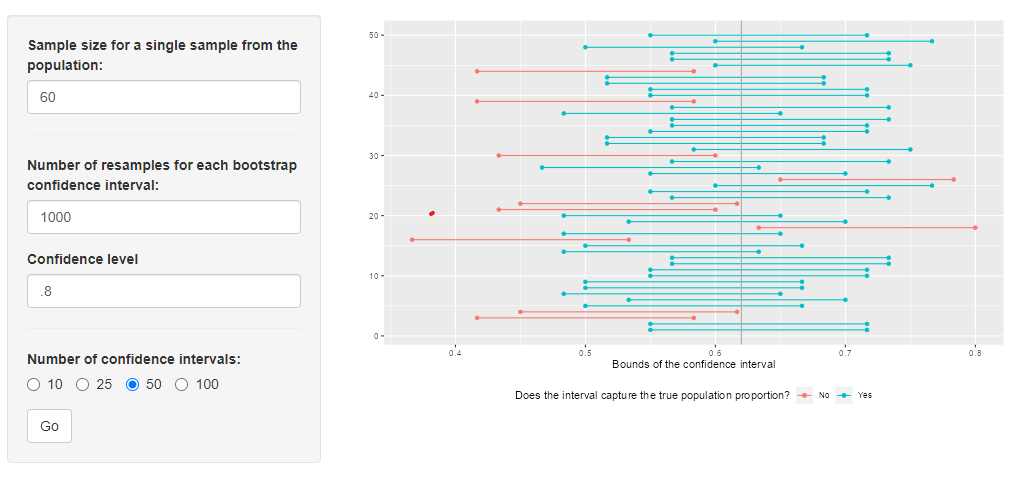 Sample size for a single sample from the
population:
60
Number of resamples for each bootstrap
confidence interval:
1000
Confidence level
.8
Number of confidence intervals:
10 25 50 100
Go
50
40
30
20
10
0
0.4 0.5 0.6 0.7 0.8
Bounds of the confidence interval
Does the interval capture the true population proportion? No Yes